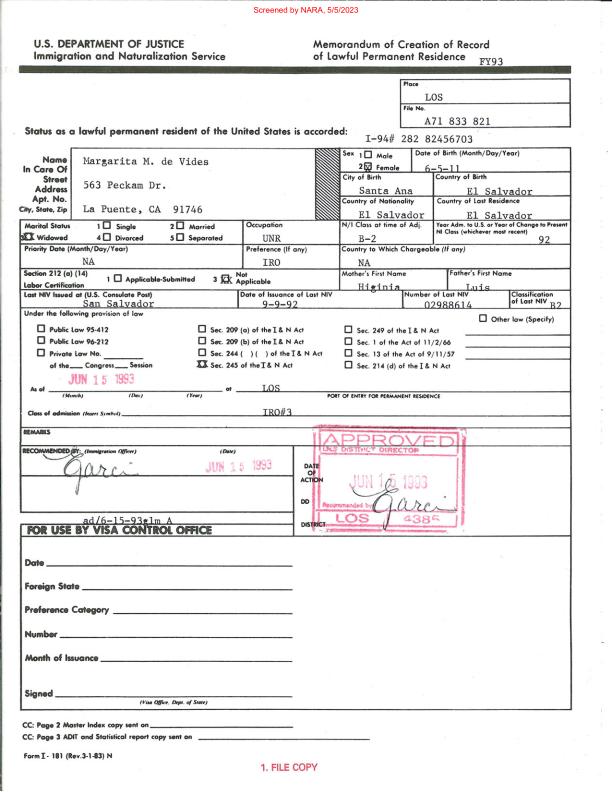 Screened by NARA, 5/5/2023
U.S. DEPARTMENT OF JUSTICE
Immigration and Naturalization Service
Memorandum of Creation of Record
of Lawful Permanent Residence FY93
Place
LOS
File No.
A71 833 821
Status as a lawful permanent resident of the United States is accorded:
I-94# 282 82456703
Name
In Care Of
Street
Address
Apt. No.
City, State, Zip
Margarita M. de Vides
563 Peckam Dr.
La Puente, CA 91746
Sex 1 Male
2 X Female
Date of Birth (Month/Day/Year)
6-5-11
City of Birth
Santa Ana
Country of Birth
El Salvador
Country of Nationality
El Salvador
Country of Last Residence
El Salvador
Marital Status 1 Single 2 Married
3 X Widowed 4 Divorced 5 Separated
Occupation
UNR
N/I Class at time of Adj.
B-2
Year Adm. to U.S. or Year of Change to Present
NI Class (whichever most recent)
92
Priority Date (Month/Day/Year)
NA
Preference (If any)
IRO
Country to Which Chargeable (If any)
NA
Section 212 (a) (14)
Labor Certification
1 Applicable-Submitted 3 XX Not
Applicable
Mother's First Name
Higinia
Father's First Name
Luis
Last NIV Issued at (U.S. Consulate Post)
San Salvador
Date of Issuance of Last NIV
9-9-92
Number of Last NIV
02988614
Classification
of Last NIV B2
Under the following provision of law
Other law (Specify)
Public Law 95-412
Public Law 96-212
Private Law No.
of the Congress, Session
Sec. 209 (a) of the I & N Act
Sec. 209 (b) of the I & N Act
Sec. 244 ( ) ( ) of the I & N Act
XX Sec. 245 of the I & N Act
Sec. 249 of the I & N Act
Sec. 1 of the Act of 11/2/66
Sec. 13 of the Act of 9/11/57
Sec. 214 (d) of the I & N Act
JUN 15 1993
As of at LOS
(Month) (Day) (Year) PORT OF ENTRY FOR PERMANENT RESIDENCE
Class of admission (Insert Symbol) IRO#3
REMARKS
RECOMMENDED BY: (Immigration Officer) (Date)
Garci
JUN 15 1993
DATE
OF
ACTION
DD
DISTRICT
APPROVED
INS DISTRICT DIRECTOR
JUN 15 1993
Recommended by Garci
LOS 4385
ad/6-15-93glm A
FOR USE BY VISA CONTROL OFFICE
Date
Foreign State
Preference Category
Number
Month of Issuance
Signed
(Visa Office, Dept. of State)
CC: Page 2 Master Index copy sent on
CC: Page 3 ADIT and Statistical report copy sent on
Form I - 181 (Rev.3-1-83) N
1. FILE COPY